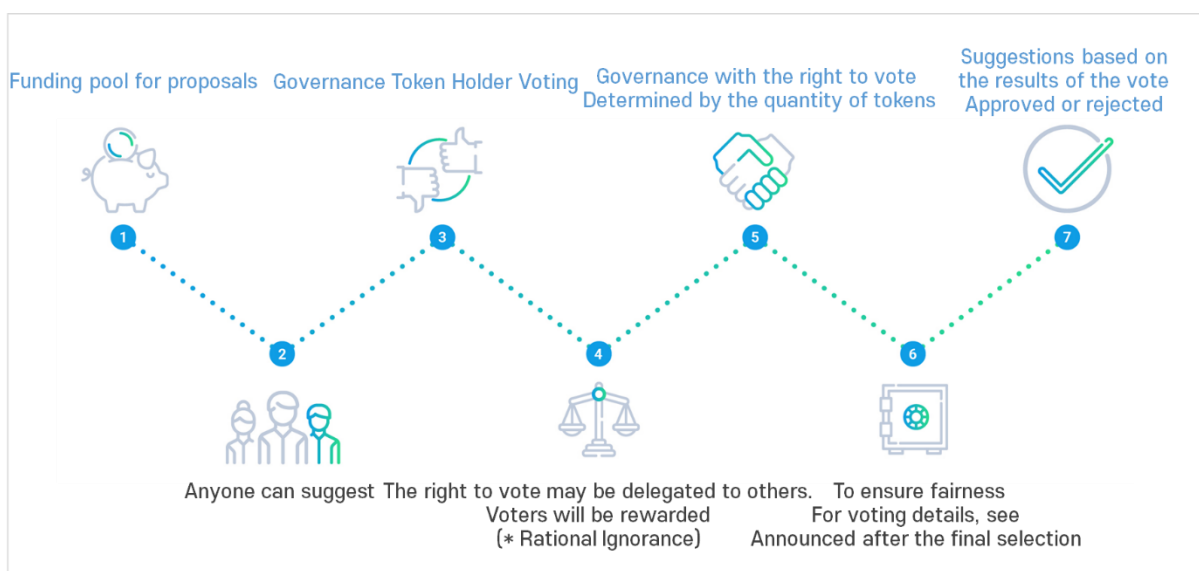 Funding pool for proposals
Governance Token Holder Voting
Governance with the right to vote
Determined by the quantity of tokens
Suggestions based on
the results of the vote
Approved or rejected
1
3
5
7
2
4
6
Anyone can suggest
The right to vote may be delegated to others.
Voters will be rewarded
(* Rational Ignorance)
To ensure fairness
For voting details, see
Announced after the final selection